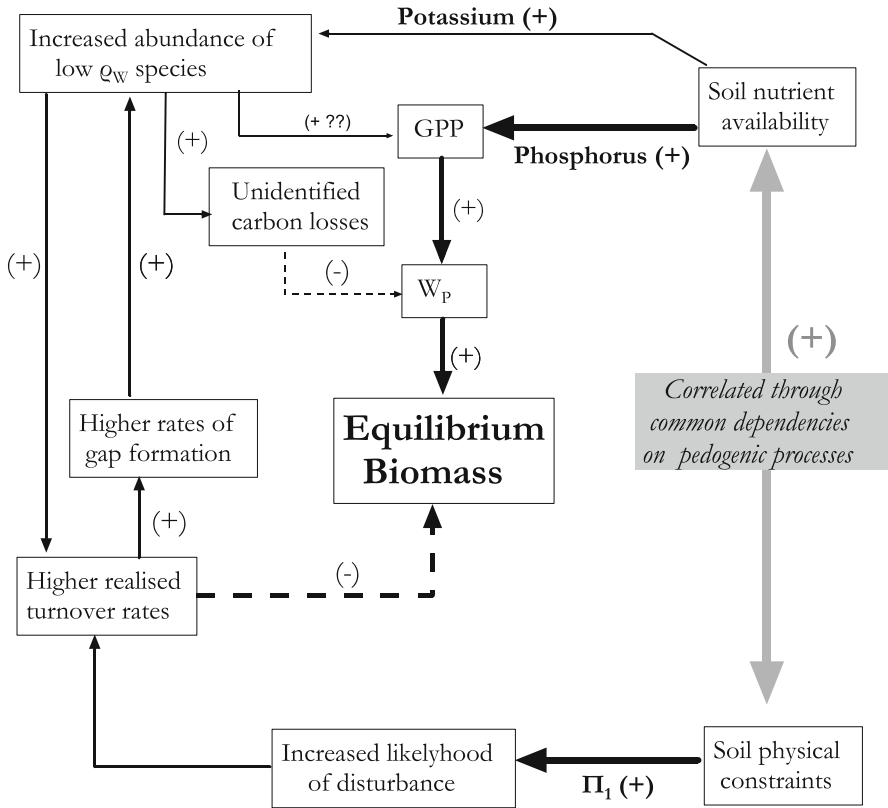 Potassium (+)
Increased abundance of
low ϱW species
Soil nutrient
availability
(+ ??)
GPP
(+)
Phosphorus (+)
Unidentified
carbon losses
(+)
(+)
(+)
(-)
WP
(+)
(+)
Correlated through
common dependencies
on pedogenic processes
Higher rates of
gap formation
Equilibrium
Biomass
(+)
(-)
Higher realised
turnover rates
Increased likelyhood
of disturbance
Π1 (+)
Soil physical
constraints